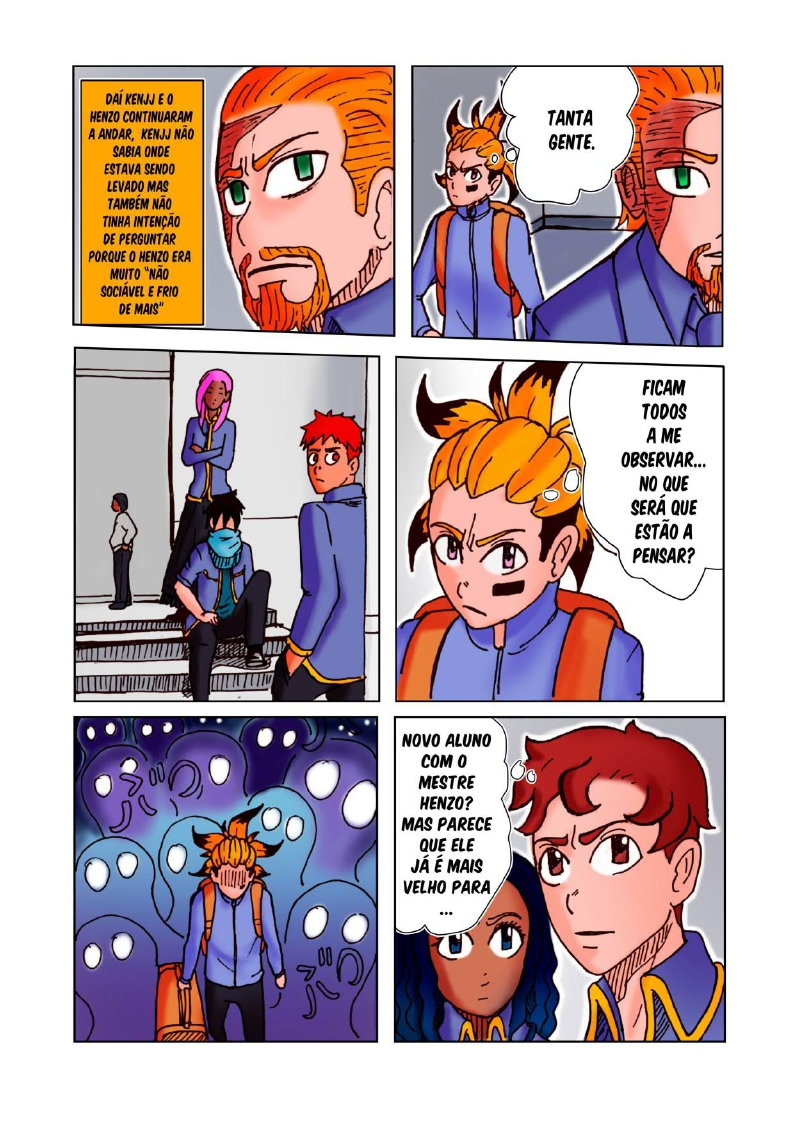 DAÍ KENJJ E O
HENZO CONTINUARAM
A ANDAR, KENJJ NÃO
SABIA ONDE
ESTAVA SENDO
LEVADO MAS
TAMBÉM NÃO
TINHA INTENÇÃO
DE PERGUNTAR
PORQUE O HENZO ERA
MUITO "NÃO
SOCIÁVEL E FRIO
DE MAIS"
TANTA
GENTE.
FICAM
TODOS
A ME
OBSERVAR...
NO QUE
SERÁ QUE
ESTÃO A
PENSAR?
NOVO ALUNO
COM O
MESTRE
HENZO?
MAS PARECE
QUE ELE
JÁ É MAIS
VELHO PARA
...